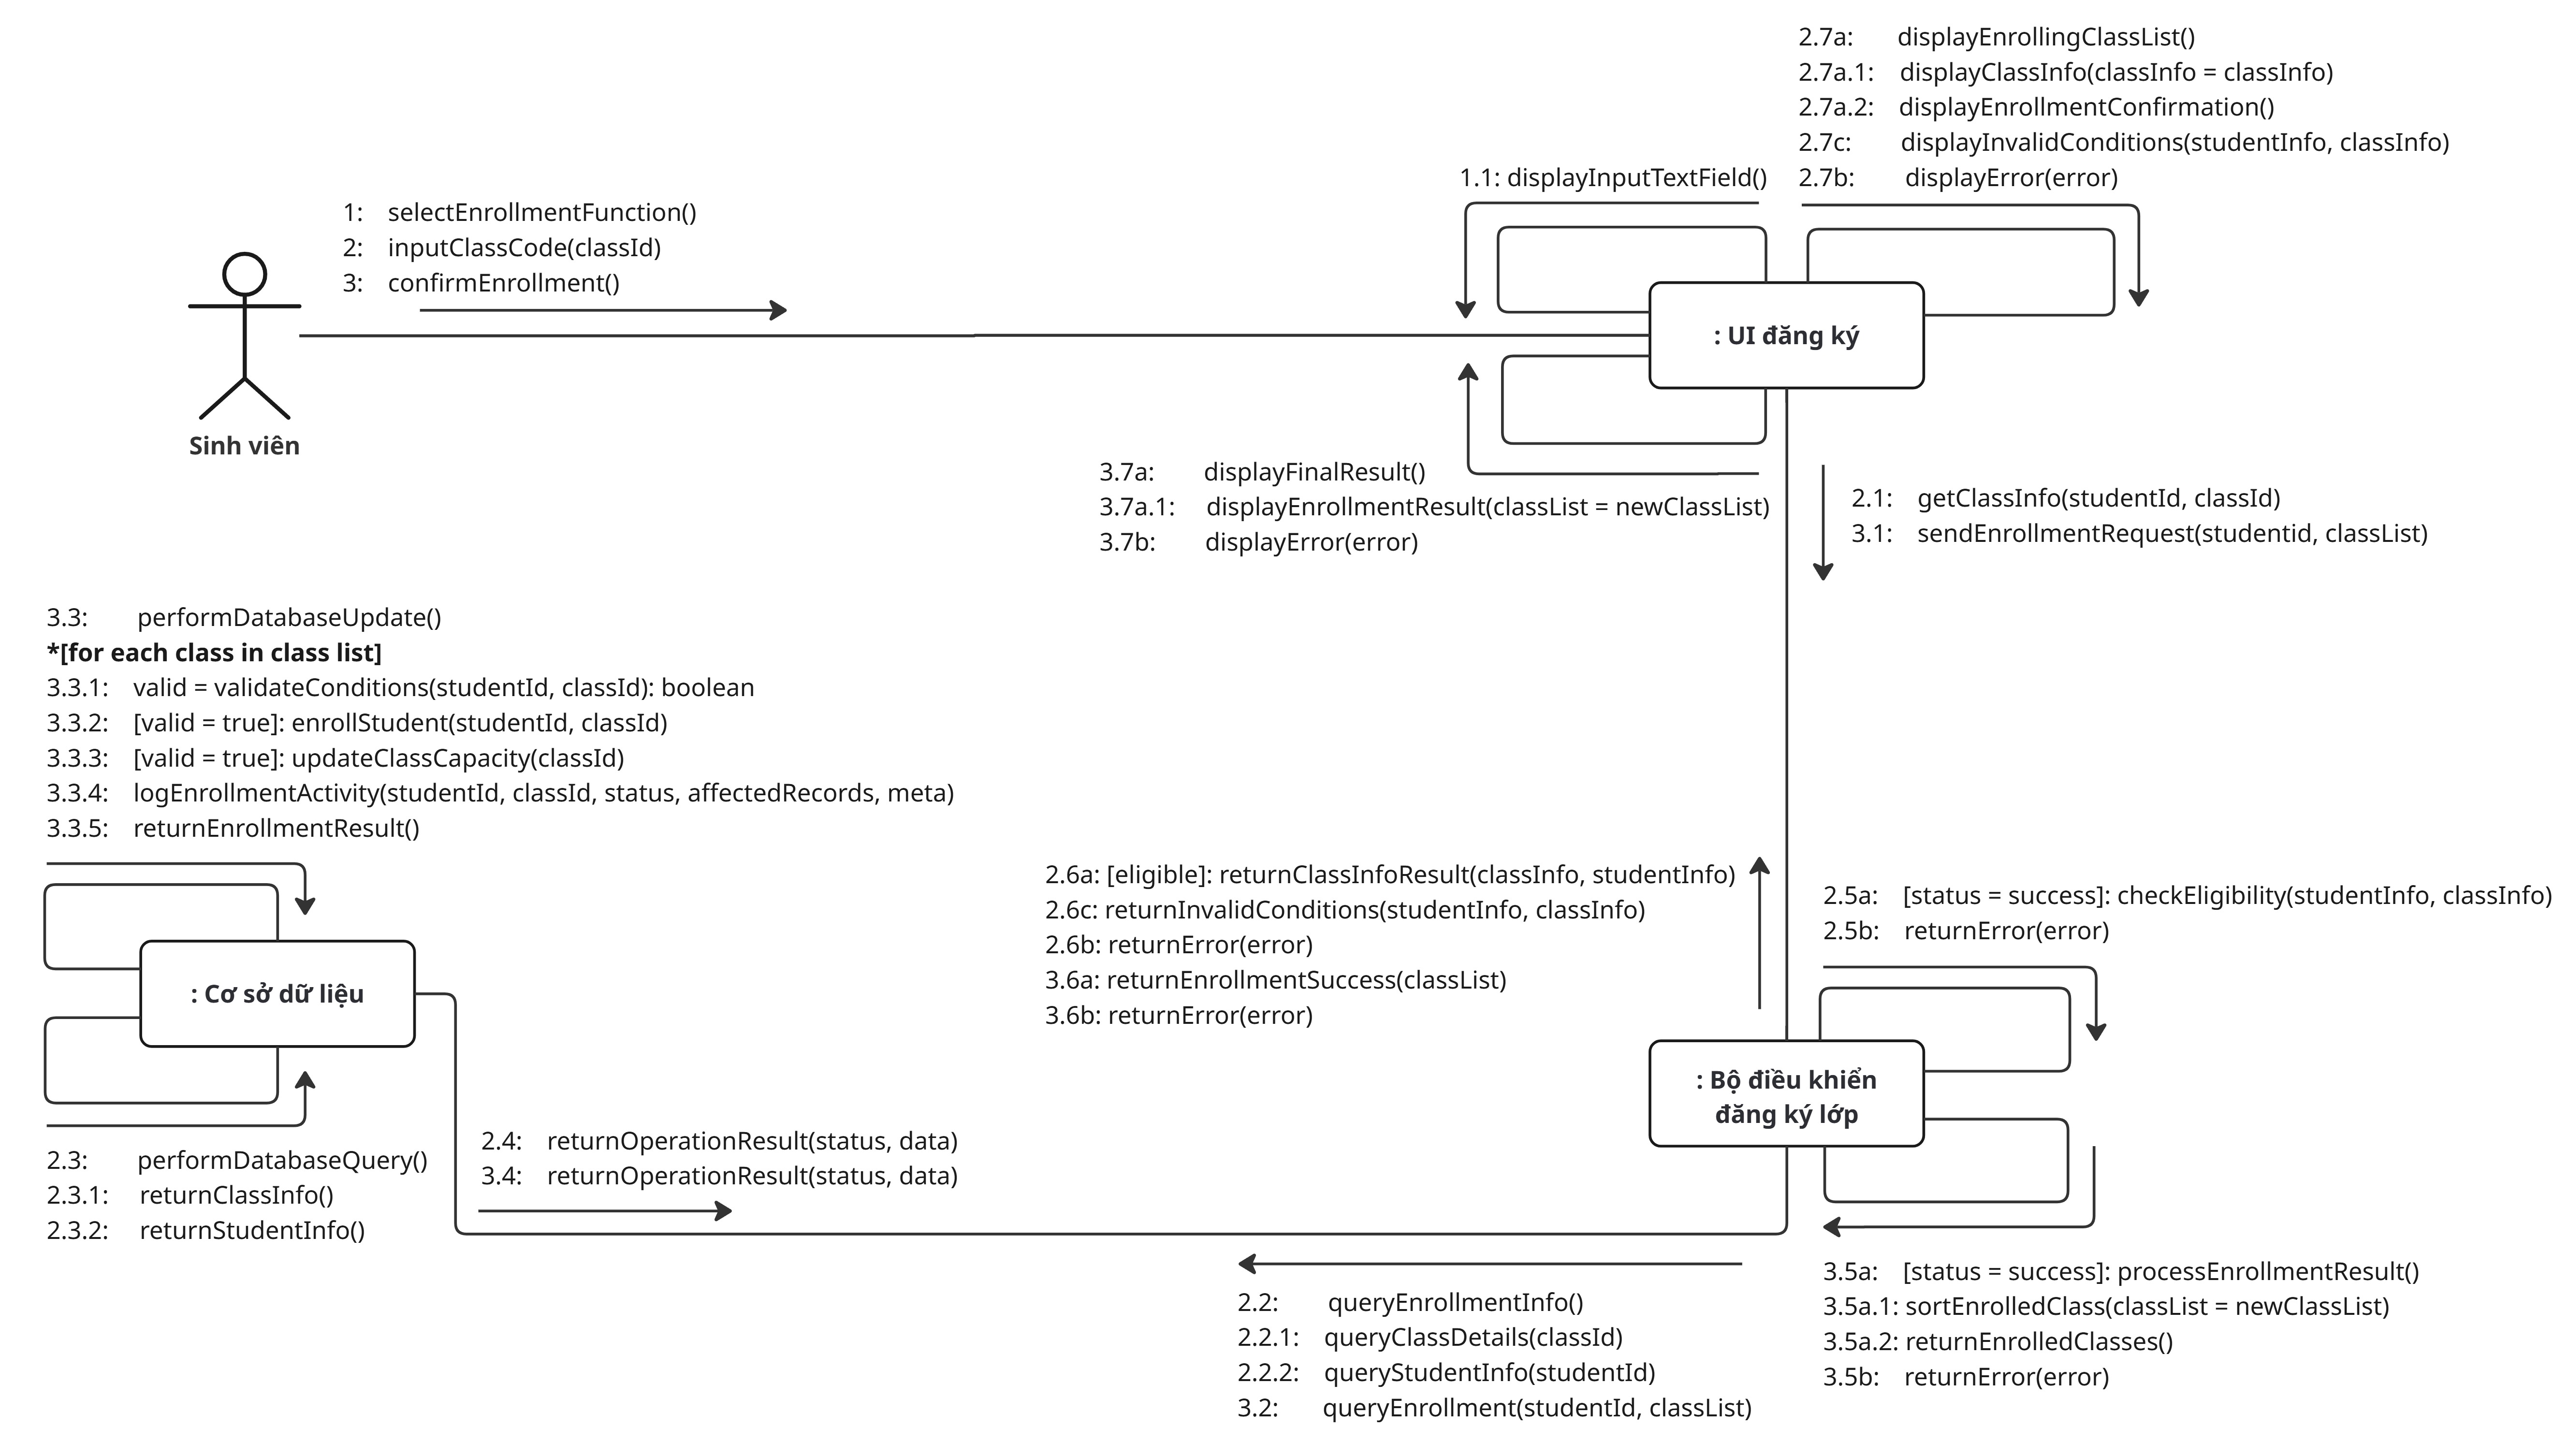 2.7a: displayEnrollingClassList()
2.7a.1: displayClassInfo(classInfo = classInfo)
2.7a.2: displayEnrollmentConfirmation()
2.7c: displayInvalidConditions(studentInfo, classInfo)
2.7b: displayError(error)
1.1: displayInputTextField()
1: selectEnrollmentFunction()
2: inputClassCode(classId)
3: confirmEnrollment()
: UI đăng ký
Sinh viên
3.7a: displayFinalResult()
3.7a.1: displayEnrollmentResult(classList = newClassList)
3.7b: displayError(error)
2.1: getClassInfo(studentId, classId)
3.1: sendEnrollmentRequest(studentid, classList)
3.3: performDatabaseUpdate()
*[for each class in class list]
3.3.1: valid = validateConditions(studentId, classId): boolean
3.3.2: [valid = true]: enrollStudent(studentId, classId)
3.3.3: [valid = true]: updateClassCapacity(classId)
3.3.4: logEnrollmentActivity(studentId, classId, status, affectedRecords, meta)
3.3.5: returnEnrollmentResult()
2.6a: [eligible]: returnClassInfoResult(classInfo, studentInfo)
2.6c: returnInvalidConditions(studentInfo, classInfo)
2.6b: returnError(error)
3.6a: returnEnrollmentSuccess(classList)
3.6b: returnError(error)
2.5a: [status = success]: checkEligibility(studentInfo, classInfo)
2.5b: returnError(error)
: Cơ sở dữ liệu
: Bộ điều khiển
đăng ký lớp
2.4: returnOperationResult(status, data)
3.4: returnOperationResult(status, data)
2.3: performDatabaseQuery()
2.3.1: returnClassInfo()
2.3.2: returnStudentInfo()
2.2: queryEnrollmentInfo()
2.2.1: queryClassDetails(classId)
2.2.2: queryStudentInfo(studentId)
3.2: queryEnrollment(studentId, classList)
3.5a: [status = success]: processEnrollmentResult()
3.5a.1: sortEnrolledClass(classList = newClassList)
3.5a.2: returnEnrolledClasses()
3.5b: returnError(error)